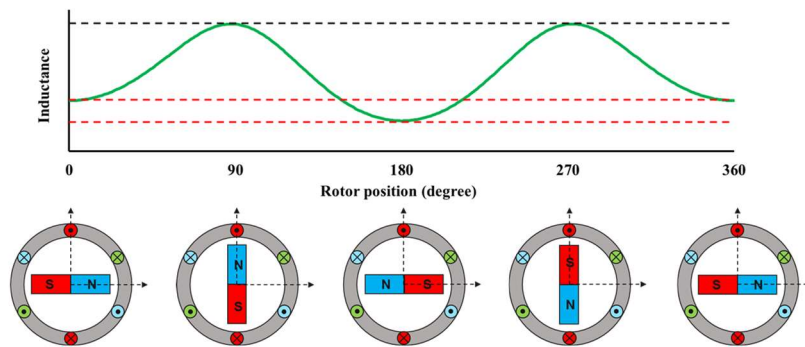 Inductance
0 90 180 270 360
Rotor position (degree)
S N N S N S S N S N